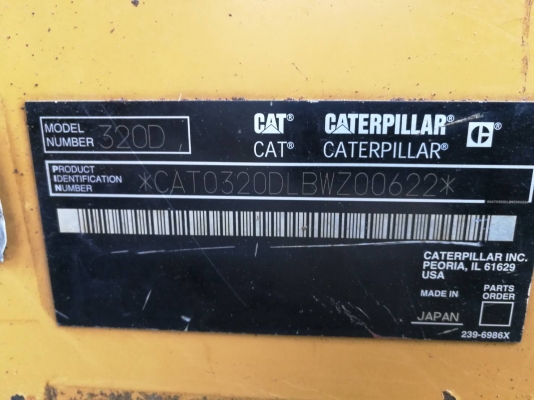 MODEL
NUMBER 320D
CAT CATERPILLAR C
CAT CATERPILLAR
PRODUCT
IDENTIFICATION
NUMBER *CAT0320DLBWZ00622*
CATERPILLAR INC.
PEORIA, IL 61629
USA
MADE IN PARTS
ORDER
JAPAN
239-6986X